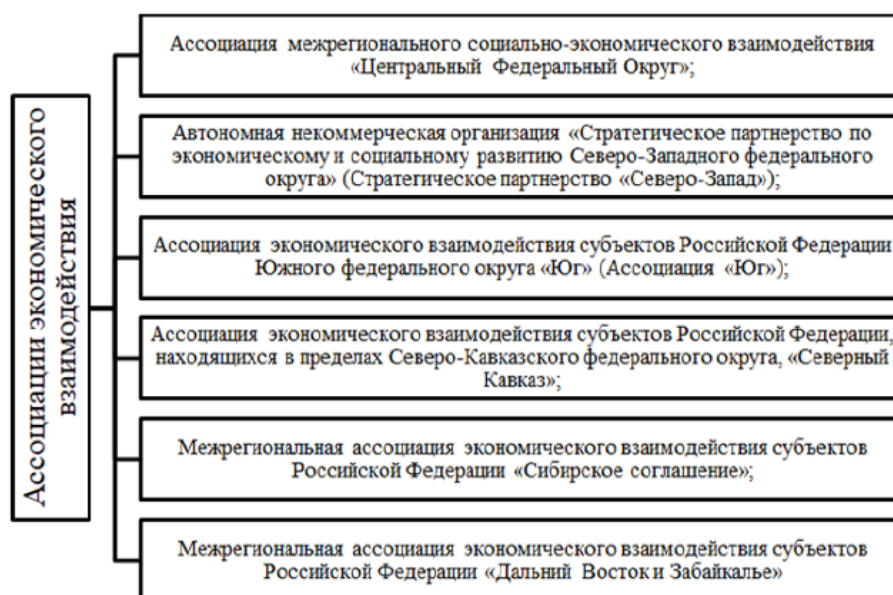 Ассоциации экономического
взаимодействия
Ассоциация межрегионального социально-экономического взаимодействия
«Центральный Федеральный Округ»;
Автономная некоммерческая организация «Стратегическое партнерство по
экономическому и социальному развитию Северо-Западного федерального
округа» (Стратегическое партнерство «Северо-Запад»);
Ассоциация экономического взаимодействия субъектов Российской Федерации
Южного федерального округа «Юг» (Ассоциация «Юг»);
Ассоциация экономического взаимодействия субъектов Российской Федерации,
находящихся в пределах Северо-Кавказского федерального округа, «Северный
Кавказ»;
Межрегиональная ассоциация экономического взаимодействия субъектов
Российской Федерации «Сибирское соглашение»;
Межрегиональная ассоциация экономического взаимодействия субъектов
Российской Федерации «Дальний Восток и Забайкалье»